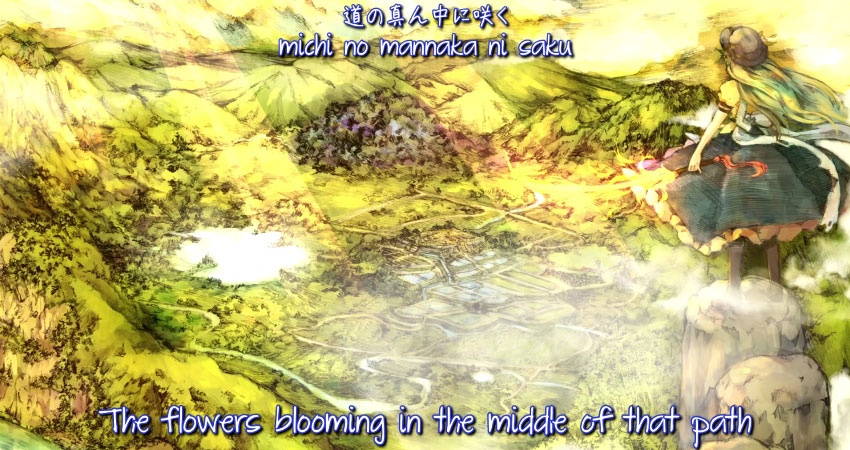 道の真ん中に咲く
michi no mannaka ni saku
The flowers blooming in the middle of that path